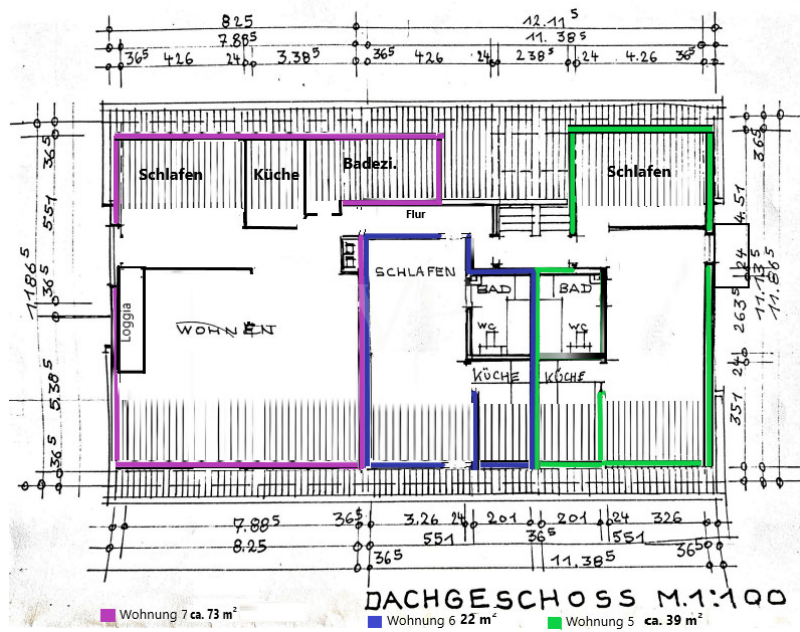 8.25 12.11⁵
7.88⁵ 11.38⁵
36⁵ 426 24 3.38⁵ 36⁵ 426 24 238⁵ 24 4.26 36⁵
36⁵ 551 36⁵ 5.38⁵ 36⁵
11.86⁵
Schlafen Küche Badezi. Schlafen
Flur
SCHLAFEN
BAD BAD
Loggia WOHNEN WC WC
KÜCHE KÜCHE
36⁵ 4.51 24 263⁵ 24 351
11.13⁵
11.86⁵
7.88⁵ 36⁵ 3.26 24 201 201 24 326
8.25 551 36⁵ 551
36⁵ 11.38⁵ 36⁵
DACHGESCHOSS M.1:100
Wohnung 7 ca. 73 m² Wohnung 6 22 m² Wohnung 5 ca. 39 m²